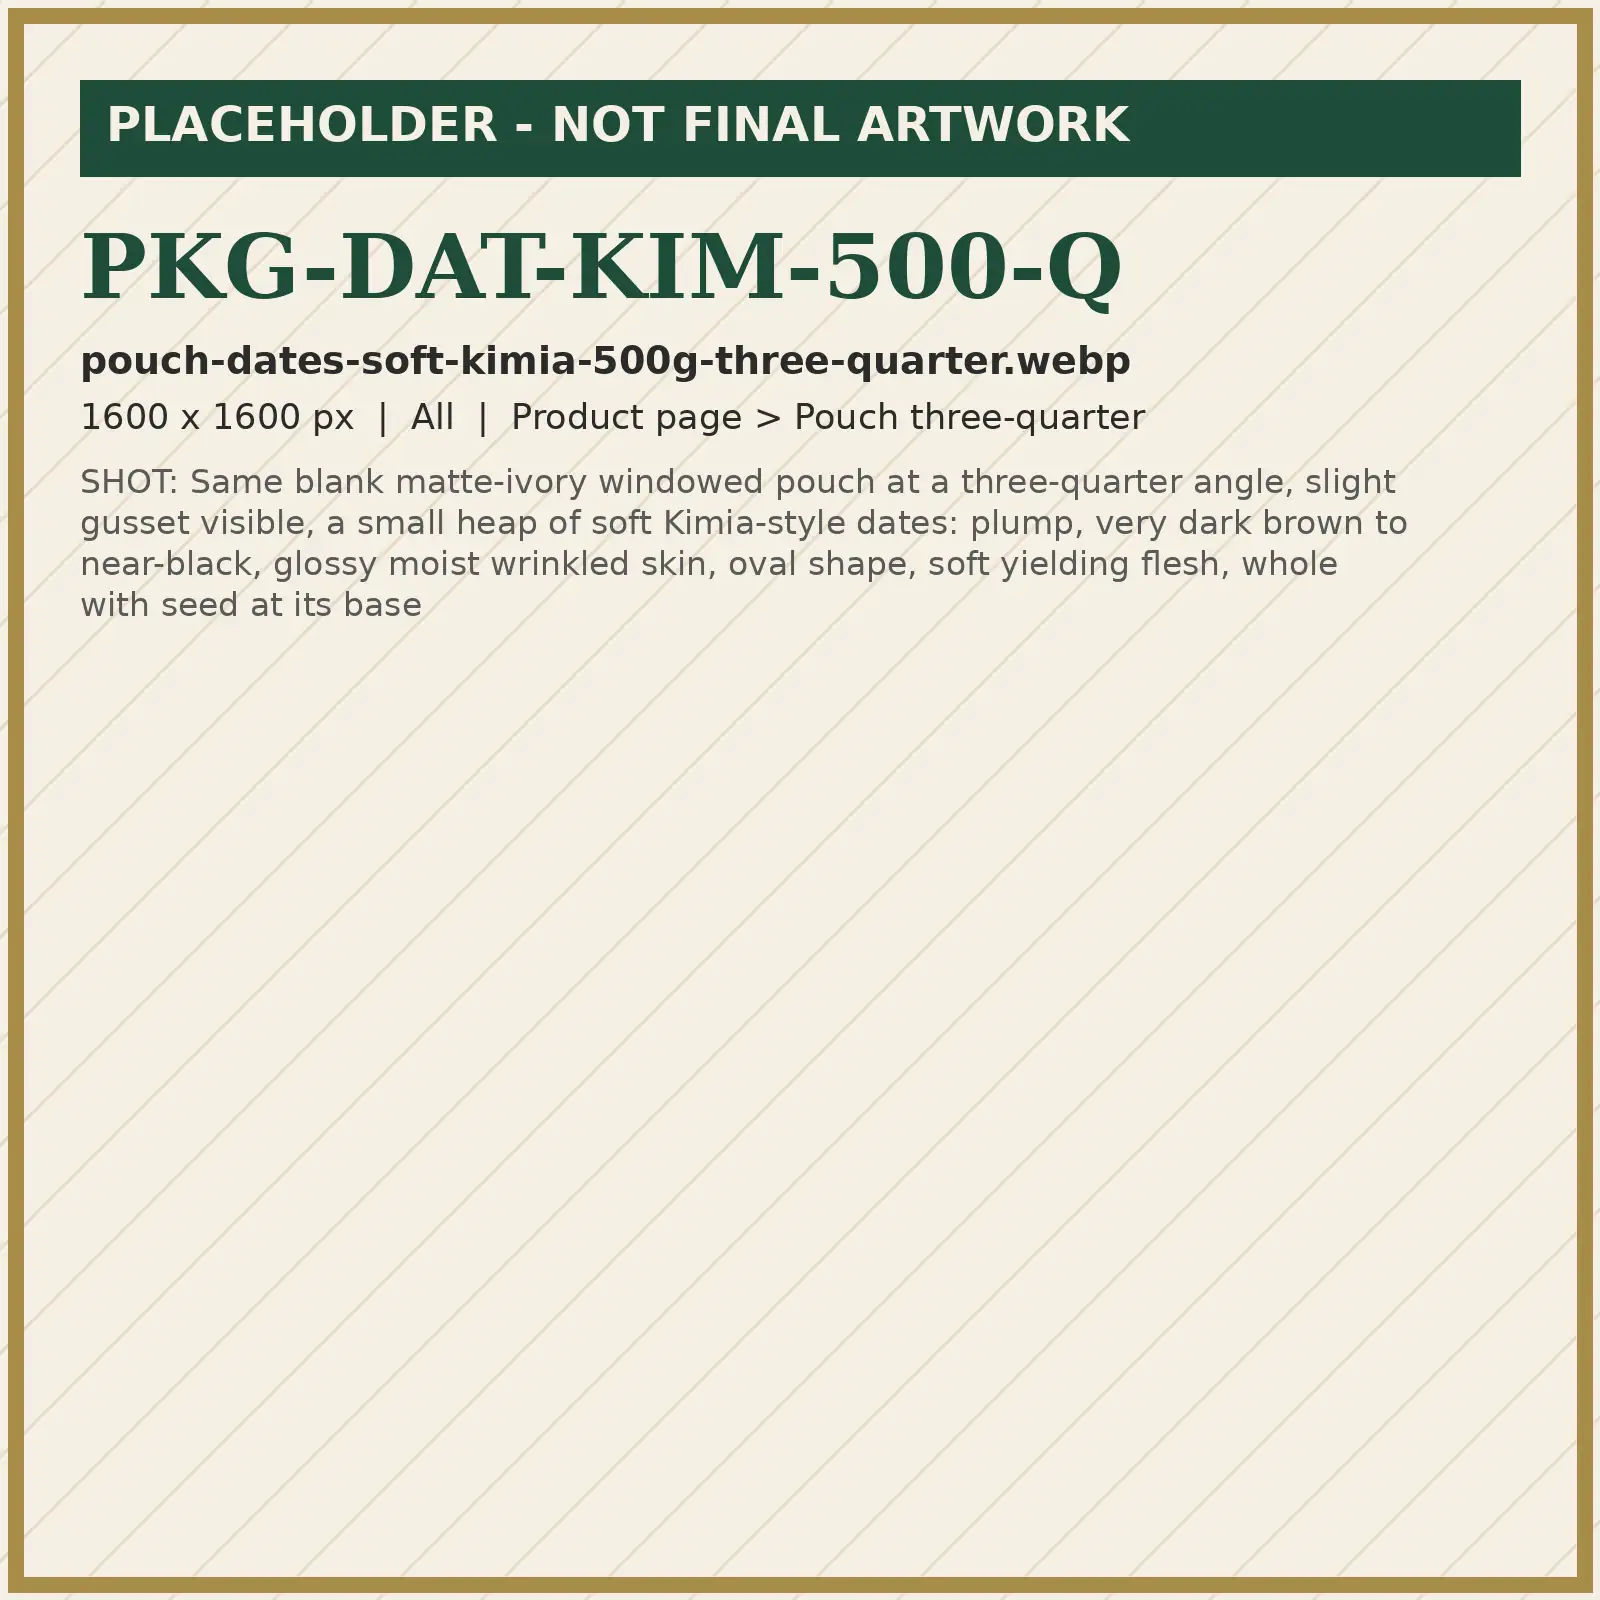 PLACEHOLDER - NOT FINAL ARTWORK
PKG-DAT-KIM-500-Q
pouch-dates-soft-kimia-500g-three-quarter.webp
1600 x 1600 px | All | Product page > Pouch three-quarter
SHOT: Same blank matte-ivory windowed pouch at a three-quarter angle, slight
gusset visible, a small heap of soft Kimia-style dates: plump, very dark brown to
near-black, glossy moist wrinkled skin, oval shape, soft yielding flesh, whole
with seed at its base